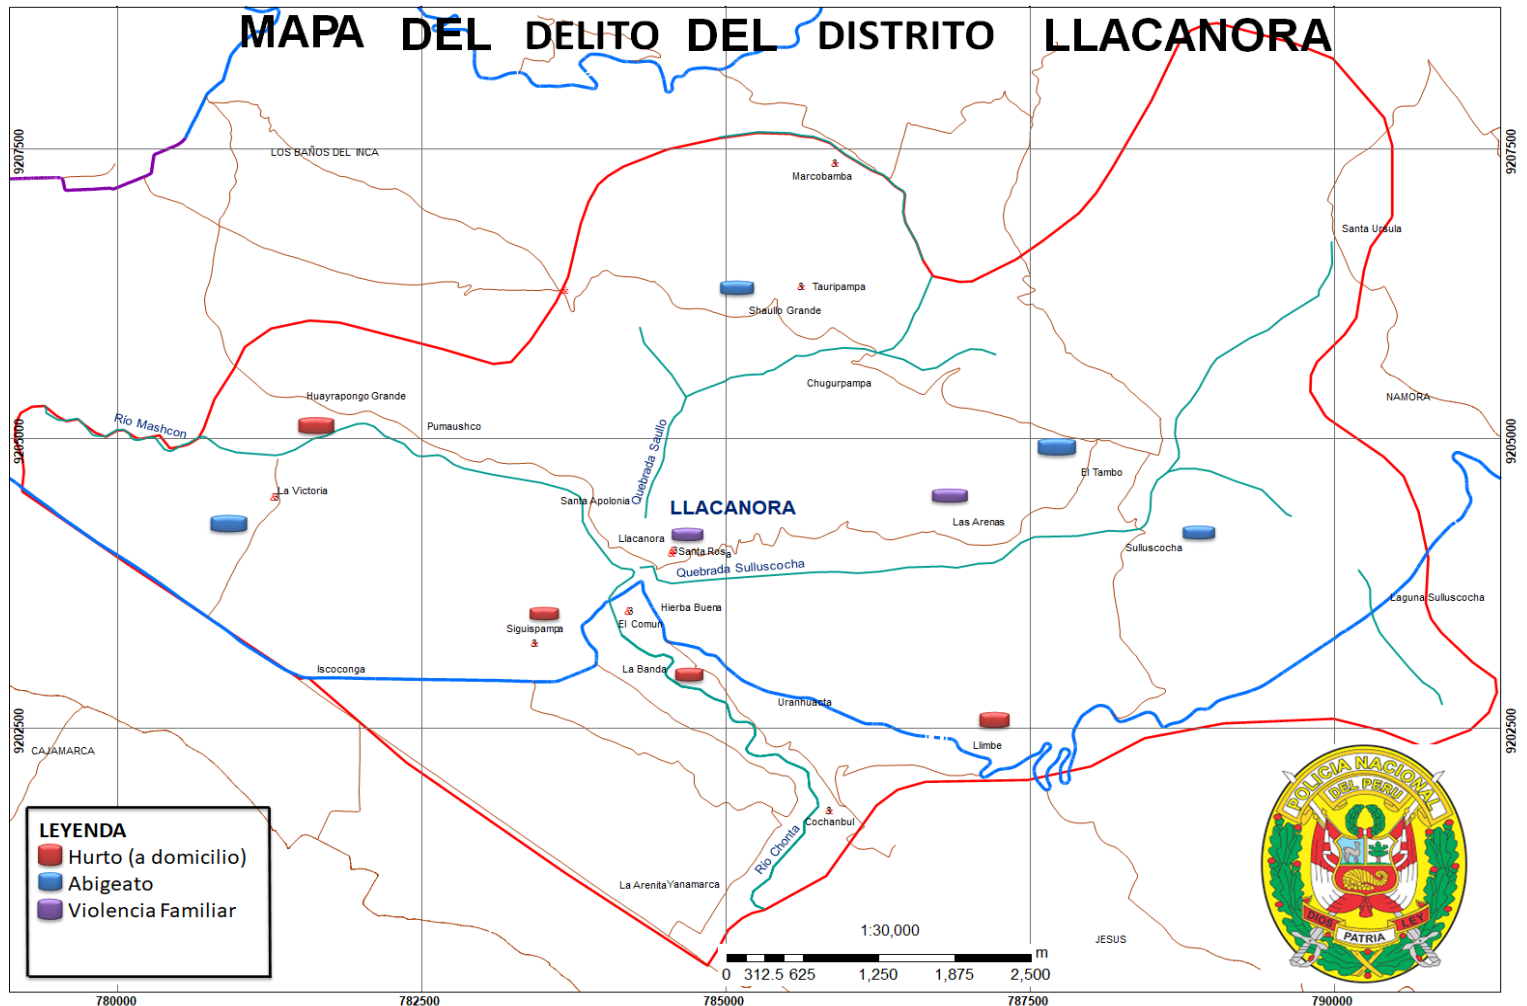 MAPA DEL DELITO DEL DISTRITO LLACANORA
9207500
9207500
LOS BAÑOS DEL INCA
Marcobamba
Santa Ursula
Tauripampa
Shaullo Grande
Chugurpampa
Huayrapongo Grande
NAMORA
Río Mashcon
Pumaushco
9205000
9205000
Quebrada Saullo
El Tambo
La Victoria
Santa Apolonia
LLACANORA
Las Arenas
Llacanora
Santa Rosa
Sulluscocha
Quebrada Sulluscocha
Laguna Sulluscocha
Hierba Buena
El Comun
Siguispampa
La Banda
Iscoconga
Uranhuacta
9202500
9202500
Llimbe
CAJAMARCA
Cochanbul
Río Chonta
La Arenita Yanamarca
JESUS
LEYENDA
Hurto (a domicilio)
Abigeato
Violencia Familiar
1:30,000
m
0 312.5 625 1,250 1,875 2,500
POLICIA NACIONAL
DEL PERU
DIOS
PATRIA
LEY
780000 782500 785000 787500 790000